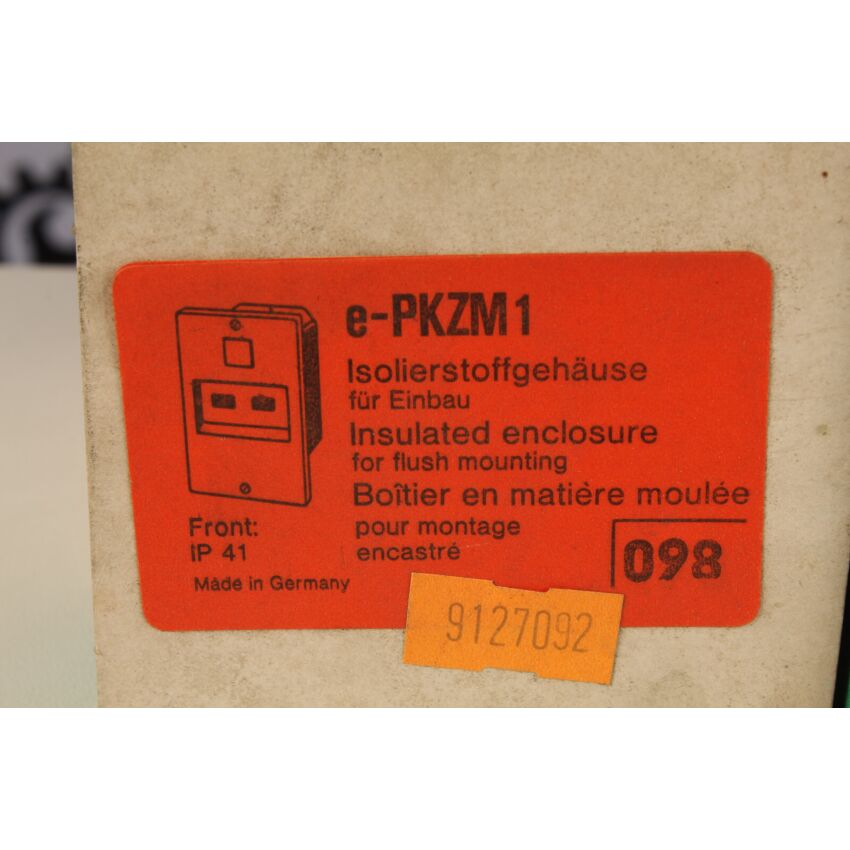 e-PKZM1
Isolierstoffgehäuse
für Einbau
Insulated enclosure
for flush mounting
Boîtier en matière moulée
pour montage
encastré
Front:
IP 41
Made in Germany
098
9127092